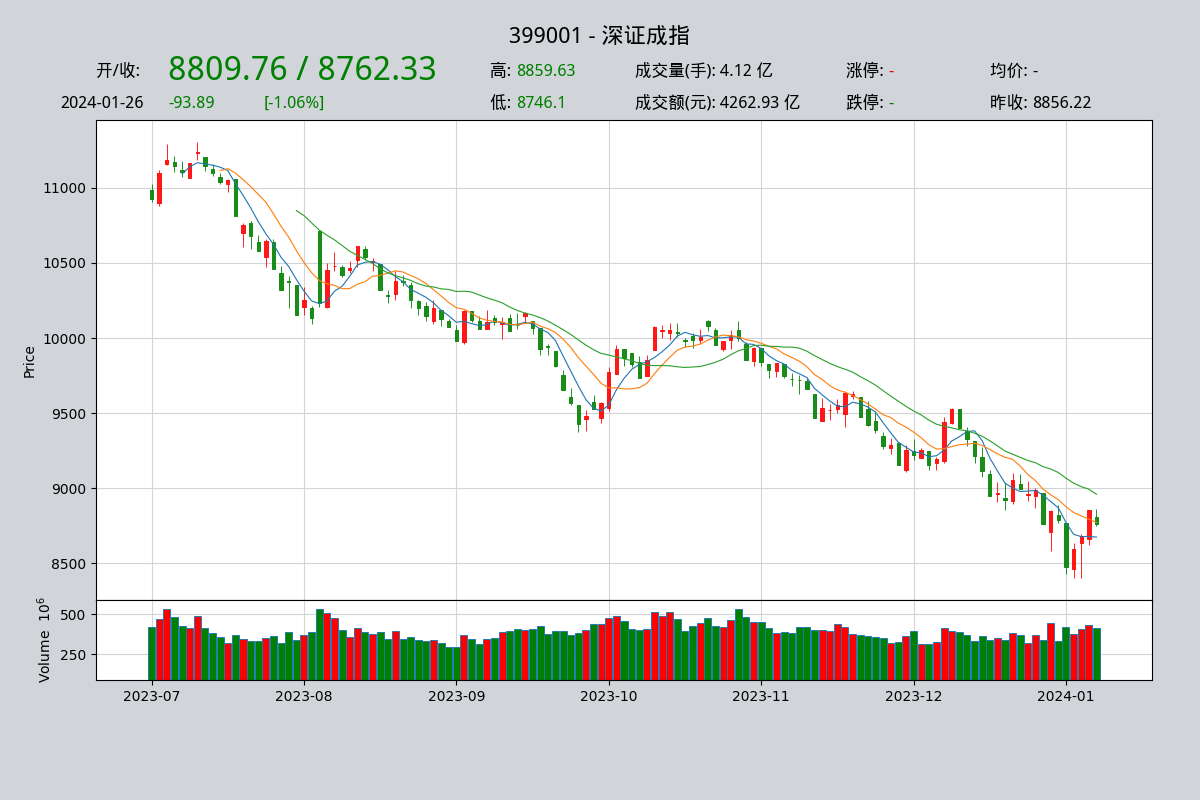 399001 - 深证成指
开/收: 8809.76 / 8762.33 高: 8859.63 成交量(手): 4.12 亿 涨停: - 均价: -
2024-01-26 -93.89 [-1.06%] 低: 8746.1 成交额(元): 4262.93 亿 跌停: - 昨收: 8856.22
Price
11000
10500
10000
9500
9000
8500
Volume 10^6
500
250
2023-07 2023-08 2023-09 2023-10 2023-11 2023-12 2024-01